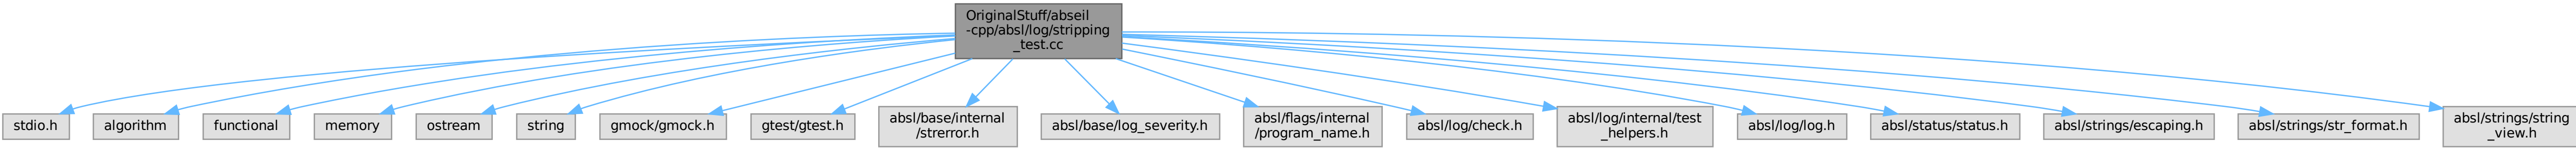 OriginalStuff/abseil
-cpp/absl/log/stripping
_test.cc
stdio.h
algorithm
functional
memory
ostream
string
gmock/gmock.h
gtest/gtest.h
absl/base/internal
/strerror.h
absl/base/log_severity.h
absl/flags/internal
/program_name.h
absl/log/check.h
absl/log/internal/test
_helpers.h
absl/log/log.h
absl/status/status.h
absl/strings/escaping.h
absl/strings/str_format.h
absl/strings/string
_view.h